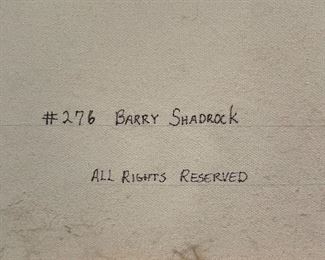 #276 BARRY SHADROCK
ALL RIGHTS RESERVED